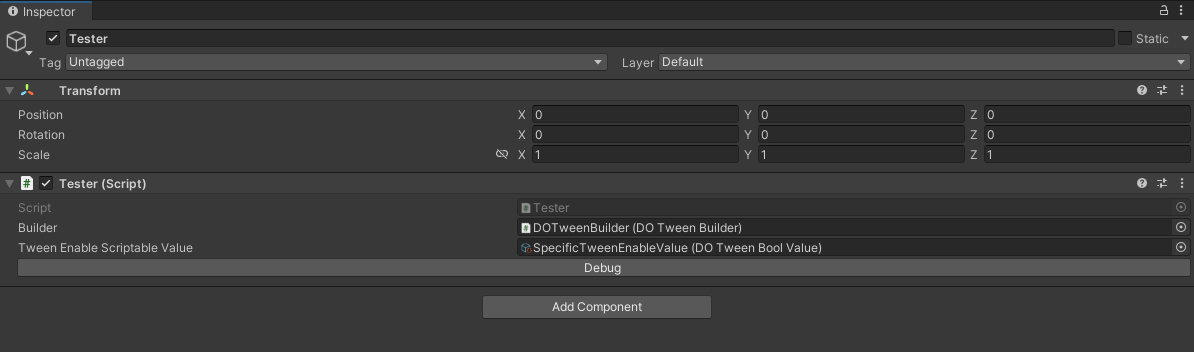 Inspector
Tester Static
Tag Untagged Layer Default
Transform
Position X 0 Y 0 Z 0
Rotation X 0 Y 0 Z 0
Scale X 1 Y 1 Z 1
# Tester (Script)
Script Tester
Builder DOTweenBuilder (DO Tween Builder)
Tween Enable Scriptable Value SpecificTweenEnableValue (DO Tween Bool Value)
Debug
Add Component